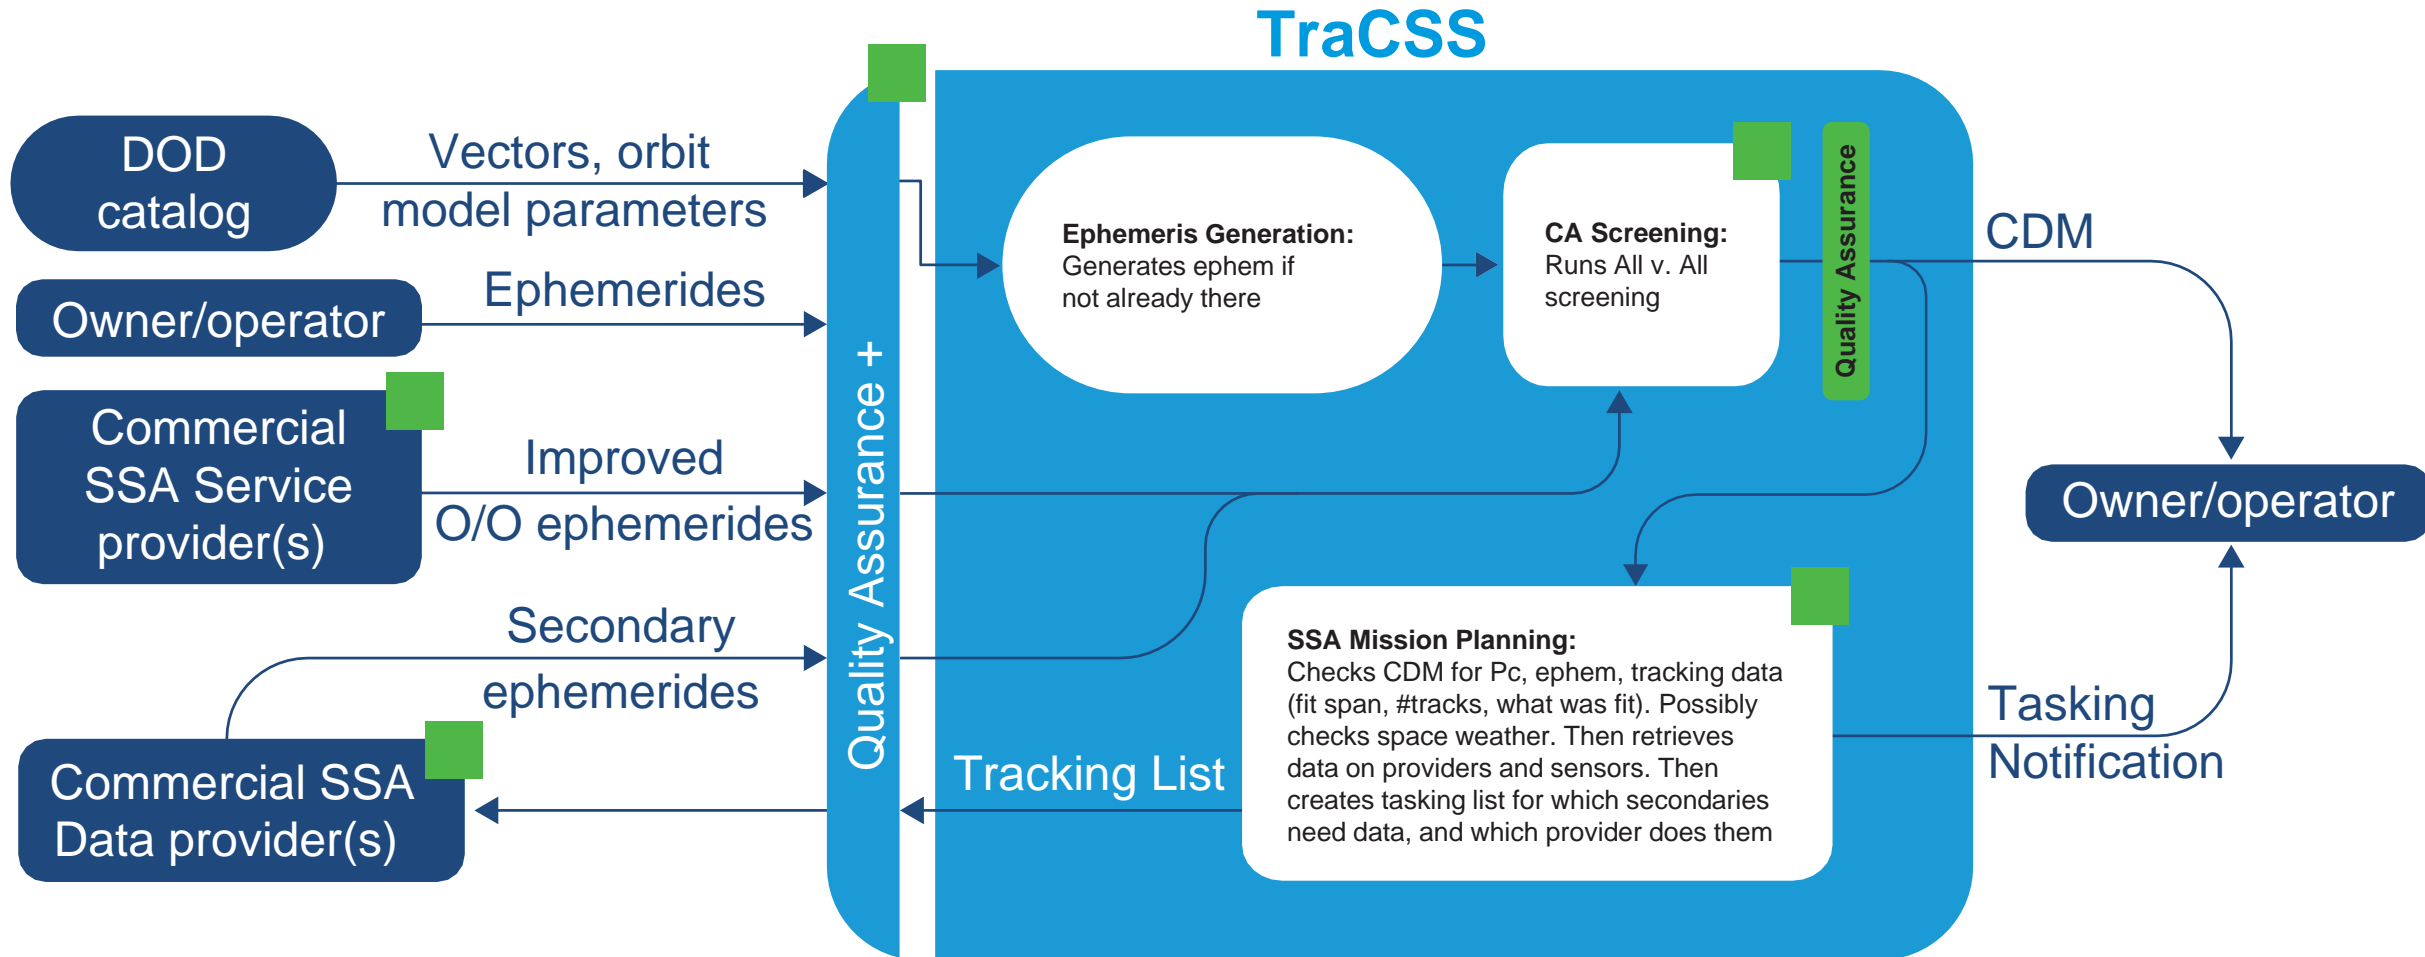 TraCSS
DOD
catalog
Vectors, orbit
model parameters
Owner/operator
Ephemerides
Commercial
SSA Service
provider(s)
Improved
O/O ephemerides
Secondary
ephemerides
Commercial SSA
Data provider(s)
Quality Assurance +
Ephemeris Generation:
Generates ephem if
not already there
CA Screening:
Runs All v. All
screening
Quality Assurance
SSA Mission Planning:
Checks CDM for Pc, ephem, tracking data
(fit span, #tracks, what was fit). Possibly
checks space weather. Then retrieves
data on providers and sensors. Then
creates tasking list for which secondaries
need data, and which provider does them
Tracking List
CDM
Owner/operator
Tasking
Notification